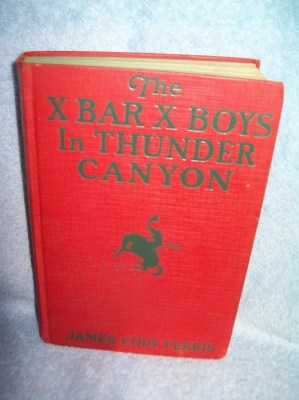 The
X BAR X BOYS
In THUNDER
CANYON
JAMES CODY FERRIS